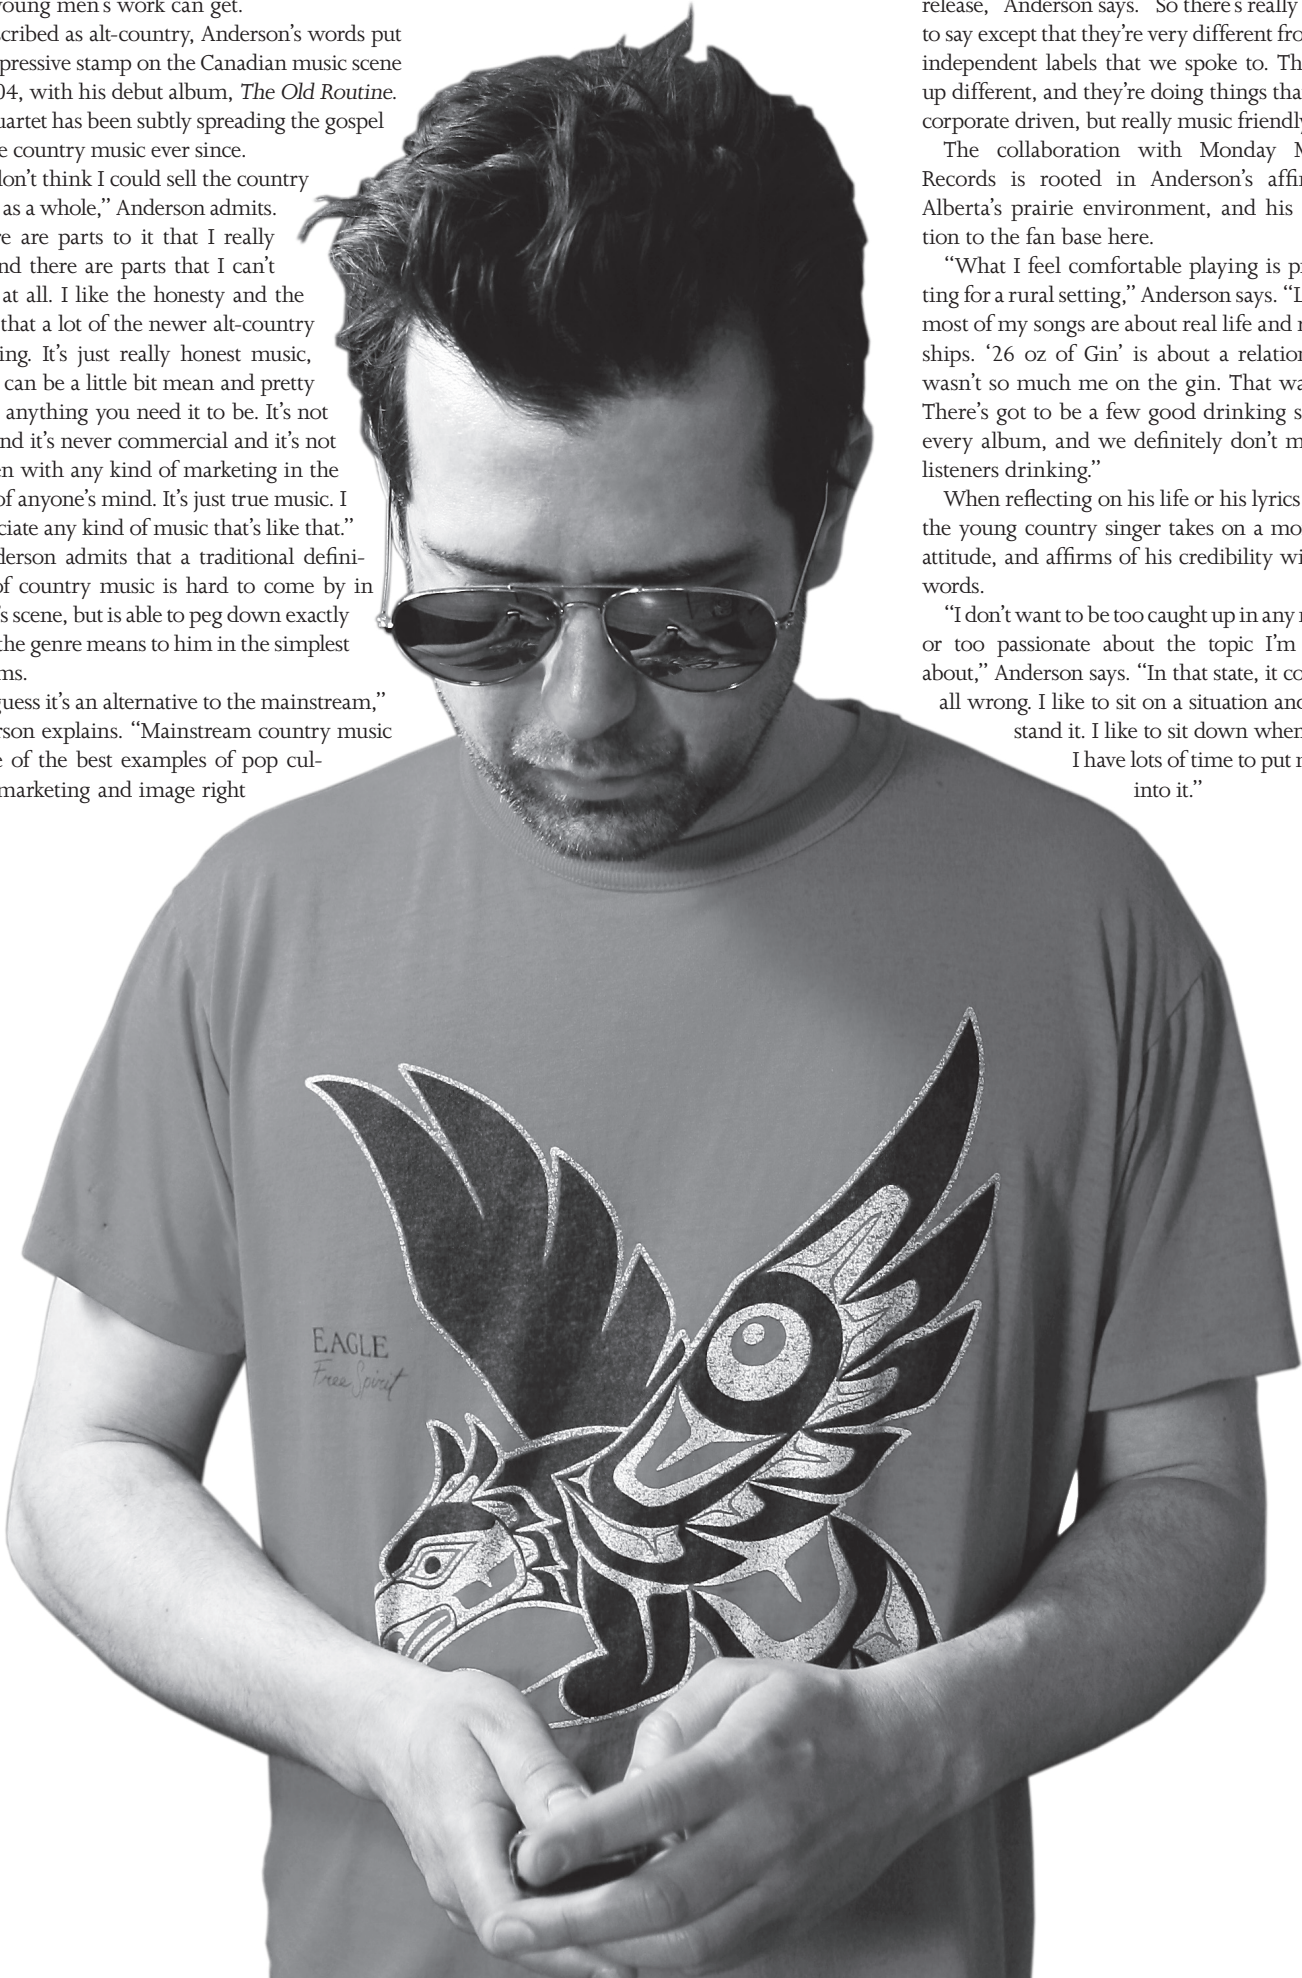 young men's work can get.
scribed as alt-country, Anderson's words put
pressive stamp on the Canadian music scene
04, with his debut album, The Old Routine.
uartet has been subtly spreading the gospel
e country music ever since.
don't think I could sell the country
as a whole,” Anderson admits.
re are parts to it that I really
nd there are parts that I can't
at all. I like the honesty and the
that a lot of the newer alt-country
ing. It's just really honest music,
can be a little bit mean and pretty
anything you need it to be. It's not
nd it's never commercial and it's not
en with any kind of marketing in the
of anyone's mind. It's just true music. I
ciate any kind of music that's like that.”
derson admits that a traditional defini-
of country music is hard to come by in
's scene, but is able to peg down exactly
the genre means to him in the simplest
ms.
guess it's an alternative to the mainstream,”
rson explains. “Mainstream country music
e of the best examples of pop cul-
marketing and image right
release,” Anderson says. “So there's really
to say except that they're very different fro
independent labels that we spoke to. Th
up different, and they're doing things tha
corporate driven, but really music friendly
The collaboration with Monday M
Records is rooted in Anderson's affi
Alberta's prairie environment, and his
tion to the fan base here.
“What I feel comfortable playing is pr
ting for a rural setting,” Anderson says. “L
most of my songs are about real life and r
ships. ‘26 oz of Gin’ is about a relation
wasn't so much me on the gin. That wa
There's got to be a few good drinking s
every album, and we definitely don't m
listeners drinking.”
When reflecting on his life or his lyrics
the young country singer takes on a mo
attitude, and affirms of his credibility wi
words.
“I don't want to be too caught up in any r
or too passionate about the topic I'm
about,” Anderson says. “In that state, it co
all wrong. I like to sit on a situation and
stand it. I like to sit down when
I have lots of time to put m
into it.”
EAGLE
Free Spirit